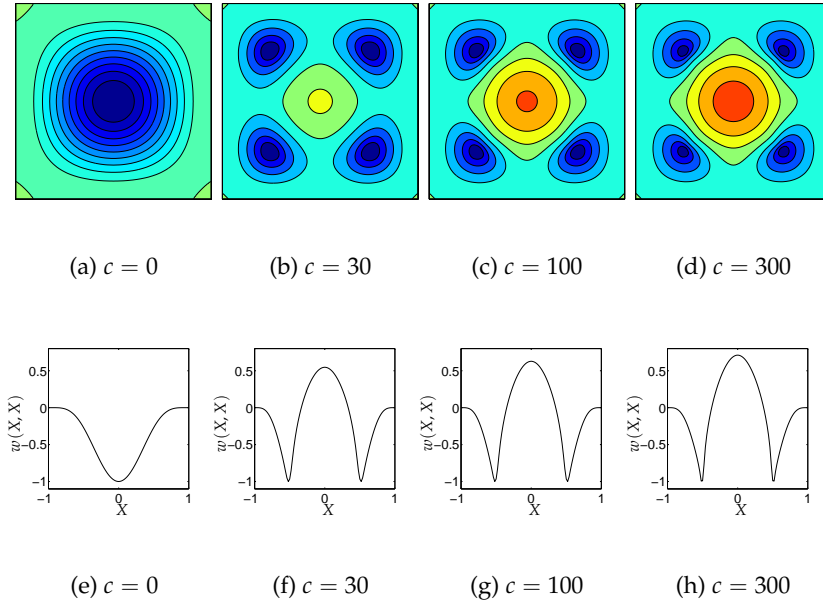 (a) c = 0
(b) c = 30
(c) c = 100
(d) c = 300
0.5
0
−0.5
−1
−1
0
1
X
w(X, X)
0.5
0
−0.5
−1
−1
0
1
X
w(X, X)
0.5
0
−0.5
−1
−1
0
1
X
w(X, X)
0.5
0
−0.5
−1
−1
0
1
X
w(X, X)
(e) c = 0
(f) c = 30
(g) c = 100
(h) c = 300